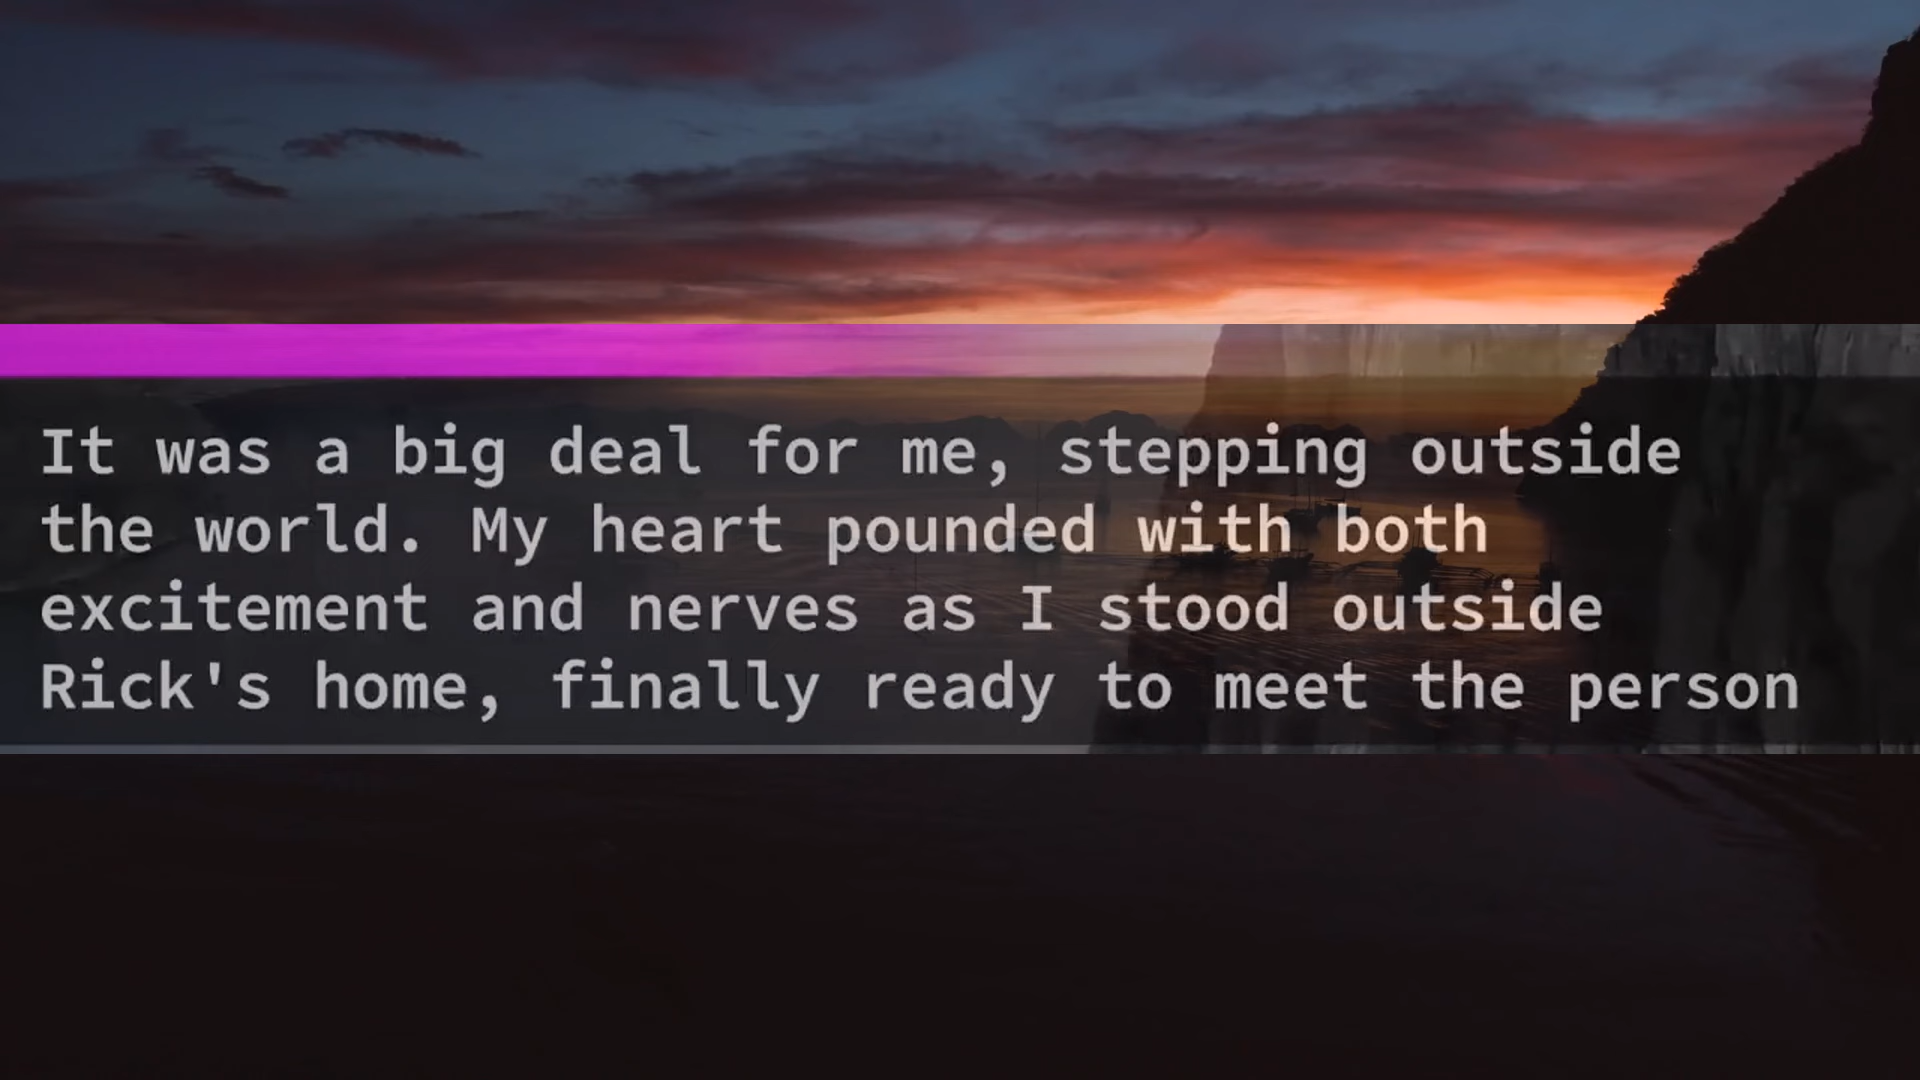 It was a big deal for me, stepping outside
the world. My heart pounded with both
excitement and nerves as I stood outside
Rick's home, finally ready to meet the person